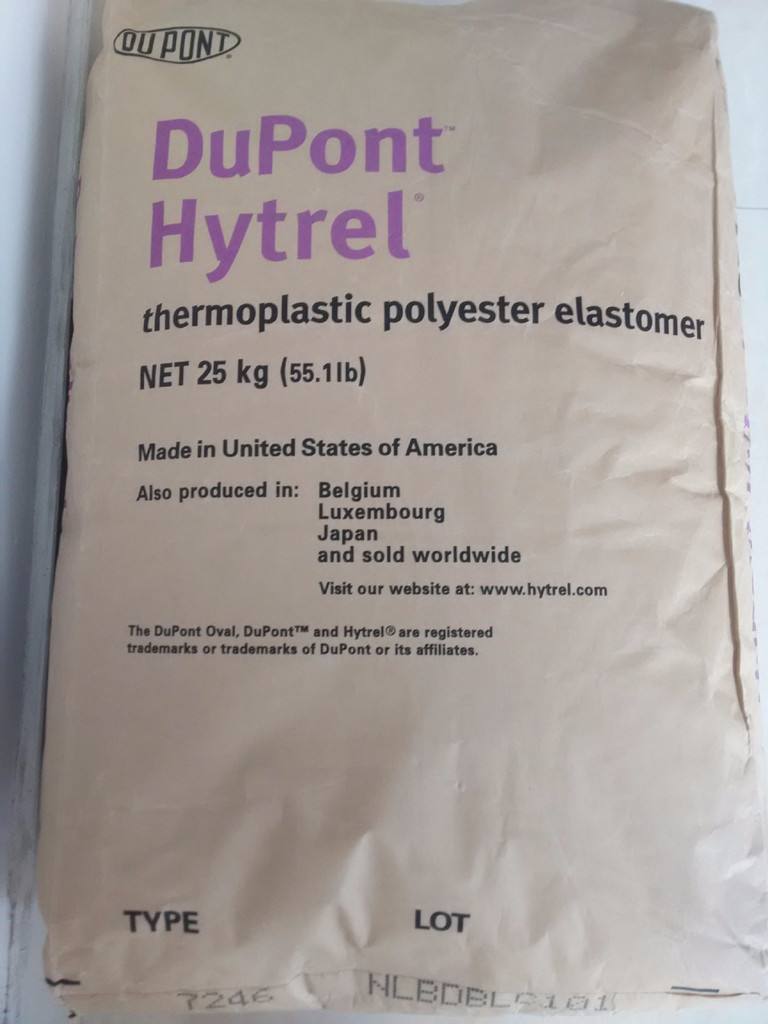 DU PONT®
DuPont™
Hytrel®
thermoplastic polyester elastomer
NET 25 kg (55.1lb)
Made in United States of America
Also produced in: Belgium
Luxembourg
Japan
and sold worldwide
Visit our website at: www.hytrel.com
The DuPont Oval, DuPont™ and Hytrel® are registered
trademarks or trademarks of DuPont or its affiliates.
TYPE LOT
7246